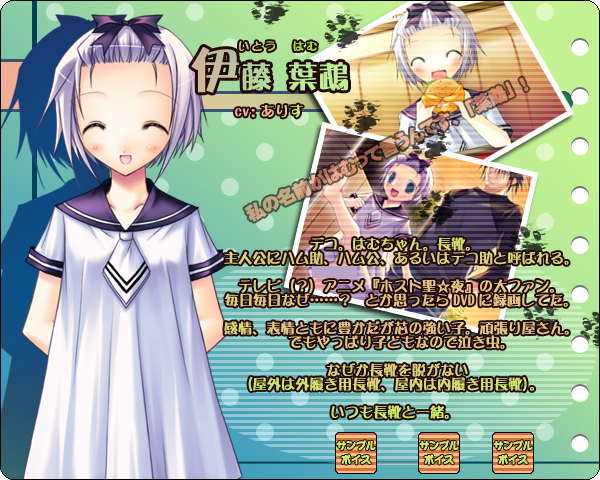 いとう はむ
伊藤 葉鵡
cv:ありす
私の名前がはむって言うんです。「葉鵡」!
デコ。はむちゃん。長靴。
主人公にハム助、ハム公、あるいはデコ助と呼ばれる。
テレビ(?)アニメ『ホスト聖☆夜』の大ファン。
毎日毎日なぜ……? とか思ったらDVDに録画してた。
感情、表情ともに豊かだが芯の強い子。頑張り屋さん。
でもやっぱり子どもなので泣き虫。
なぜか長靴を脱がない
(屋外は外履き用長靴、屋内は内履き用長靴)。
いつも長靴と一緒。
サンプル
ボイス
サンプル
ボイス
サンプル
ボイス